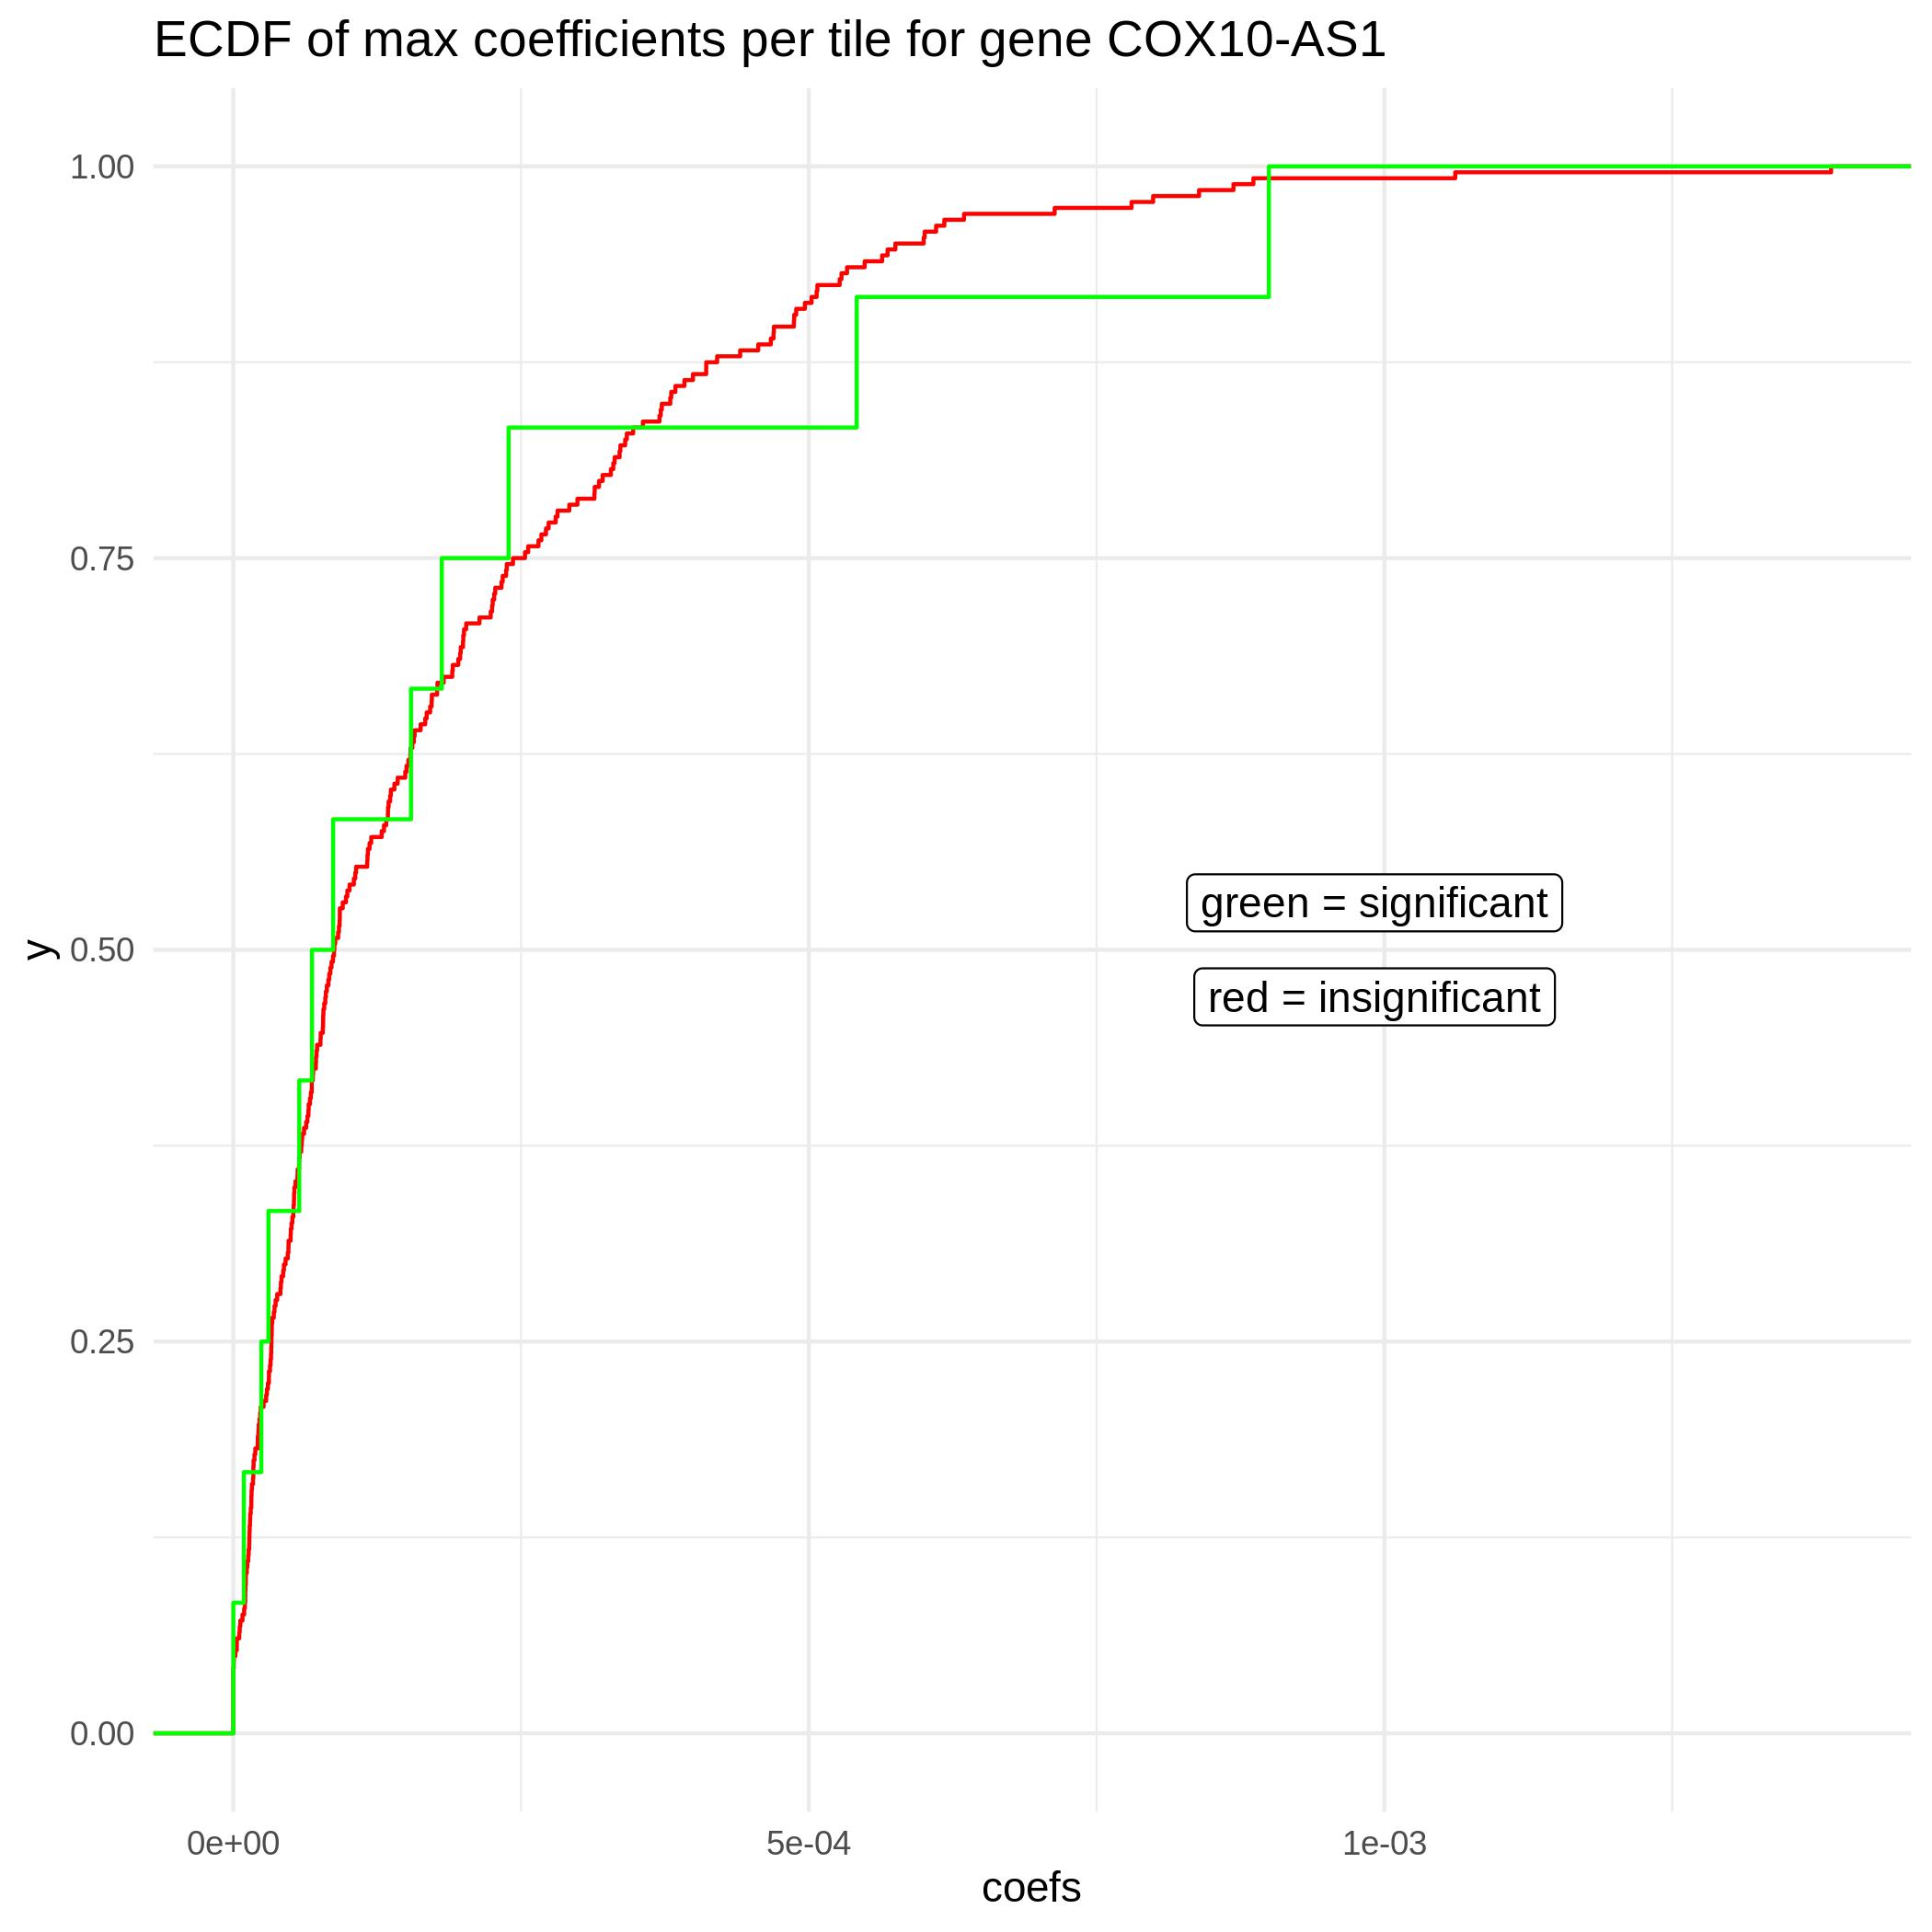 ECDF of max coefficients per tile for gene COX10-AS1
1.00
0.75
0.50
0.25
0.00
y
green = significant
red = insignificant
0e+00 5e-04 1e-03
coefs